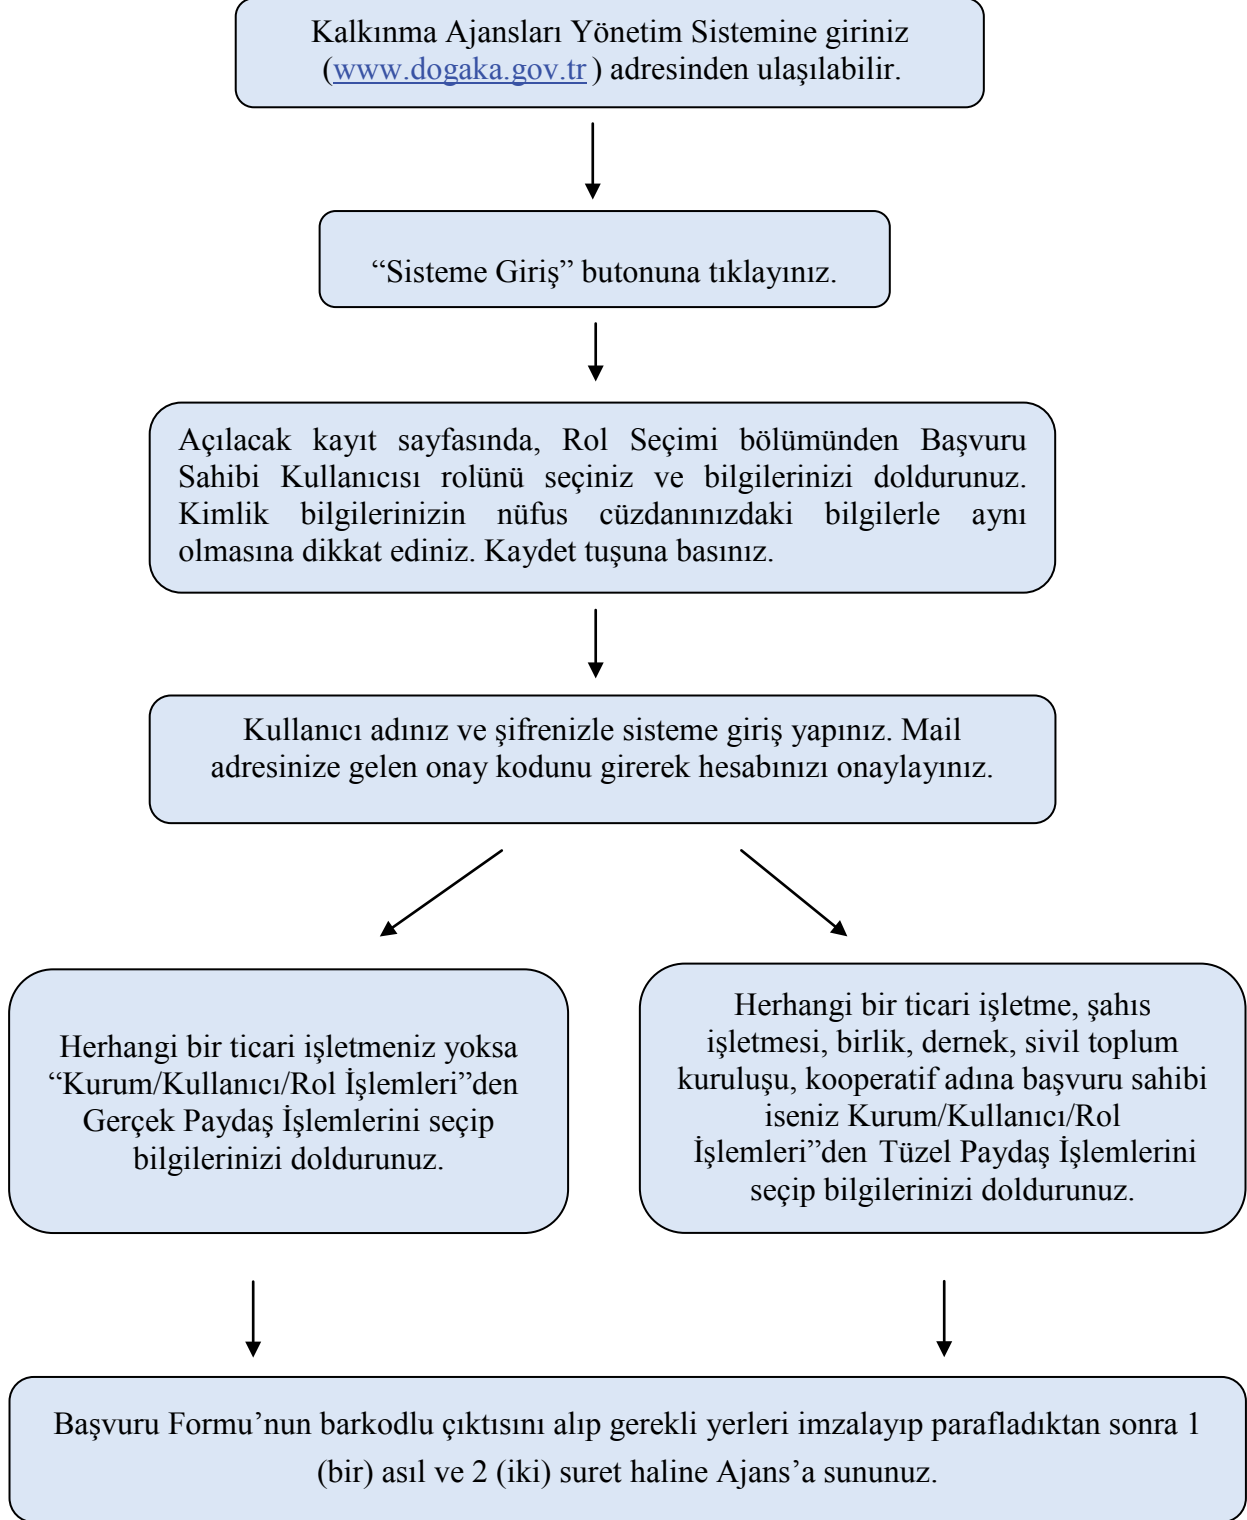 Kalkınma Ajansları Yönetim Sistemine giriniz
(www.dogaka.gov.tr ) adresinden ulaşılabilir.
“Sisteme Giriş” butonuna tıklayınız.
Açılacak kayıt sayfasında, Rol Seçimi bölümünden Başvuru
Sahibi Kullanıcısı rolünü seçiniz ve bilgilerinizi doldurunuz.
Kimlik bilgilerinizin nüfus cüzdanınızdaki bilgilerle aynı
olmasına dikkat ediniz. Kaydet tuşuna basınız.
Kullanıcı adınız ve şifrenizle sisteme giriş yapınız. Mail
adresinize gelen onay kodunu girerek hesabınızı onaylayınız.
Herhangi bir ticari işletmeniz yoksa
“Kurum/Kullanıcı/Rol İşlemleri”den
Gerçek Paydaş İşlemlerini seçip
bilgilerinizi doldurunuz.
Herhangi bir ticari işletme, şahıs
işletmesi, birlik, dernek, sivil toplum
kuruluşu, kooperatif adına başvuru sahibi
iseniz Kurum/Kullanıcı/Rol
İşlemleri”den Tüzel Paydaş İşlemlerini
seçip bilgilerinizi doldurunuz.
Başvuru Formu’nun barkodlu çıktısını alıp gerekli yerleri imzalayıp parafladıktan sonra 1
(bir) asıl ve 2 (iki) suret haline Ajans’a sununuz.